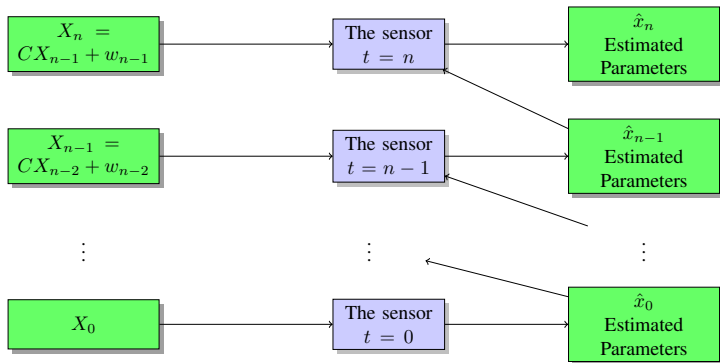 X_n =
CX_{n-1} + w_{n-1}
The sensor
t = n
x̂_n
Estimated
Parameters
X_{n-1} =
CX_{n-2} + w_{n-2}
The sensor
t = n − 1
x̂_{n-1}
Estimated
Parameters
⋮ ⋮ ⋮
X_0
The sensor
t = 0
x̂_0
Estimated
Parameters